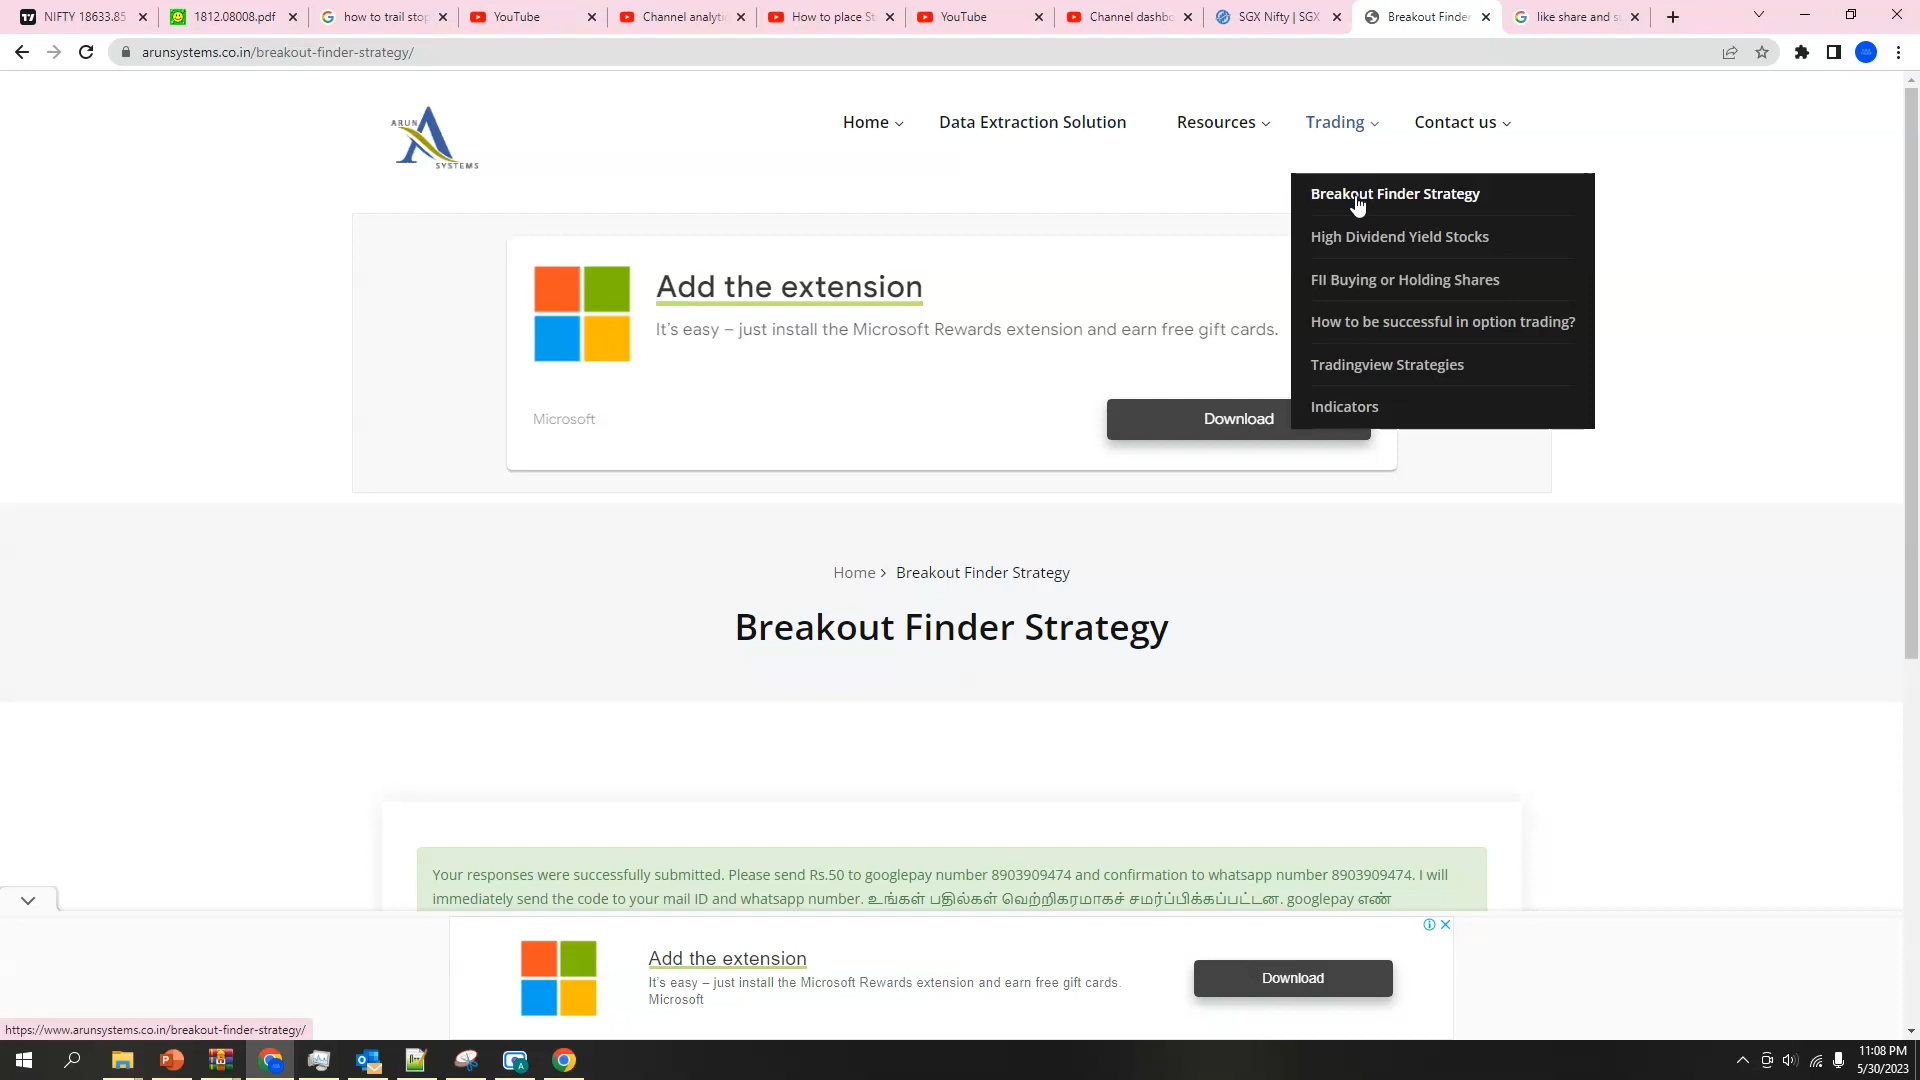 NIFTY 18633.85
1812.08008.pdf
how to trail stop
YouTube
Channel analytic
How to place St
YouTube
Channel dashbo
SGX Nifty | SGX
Breakout Finder
like share and su
arunsystems.co.in/breakout-finder-strategy/
ARUN
SYSTEMS
Home
Data Extraction Solution
Resources
Trading
Contact us
Breakout Finder Strategy
High Dividend Yield Stocks
FII Buying or Holding Shares
How to be successful in option trading?
Tradingview Strategies
Indicators
Add the extension
It's easy – just install the Microsoft Rewards extension and earn free gift cards.
Microsoft
Download
Home > Breakout Finder Strategy
Breakout Finder Strategy
Your responses were successfully submitted. Please send Rs.50 to googlepay number 8903909474 and confirmation to whatsapp number 8903909474. I will
immediately send the code to your mail ID and whatsapp number. உங்கள் பதில்கள் வெற்றிகரமாகச் சமர்ப்பிக்கப்பட்டன. googlepay எண்
Add the extension
It's easy – just install the Microsoft Rewards extension and earn free gift cards.
Microsoft
Download
https://www.arunsystems.co.in/breakout-finder-strategy/
11:08 PM
5/30/2023